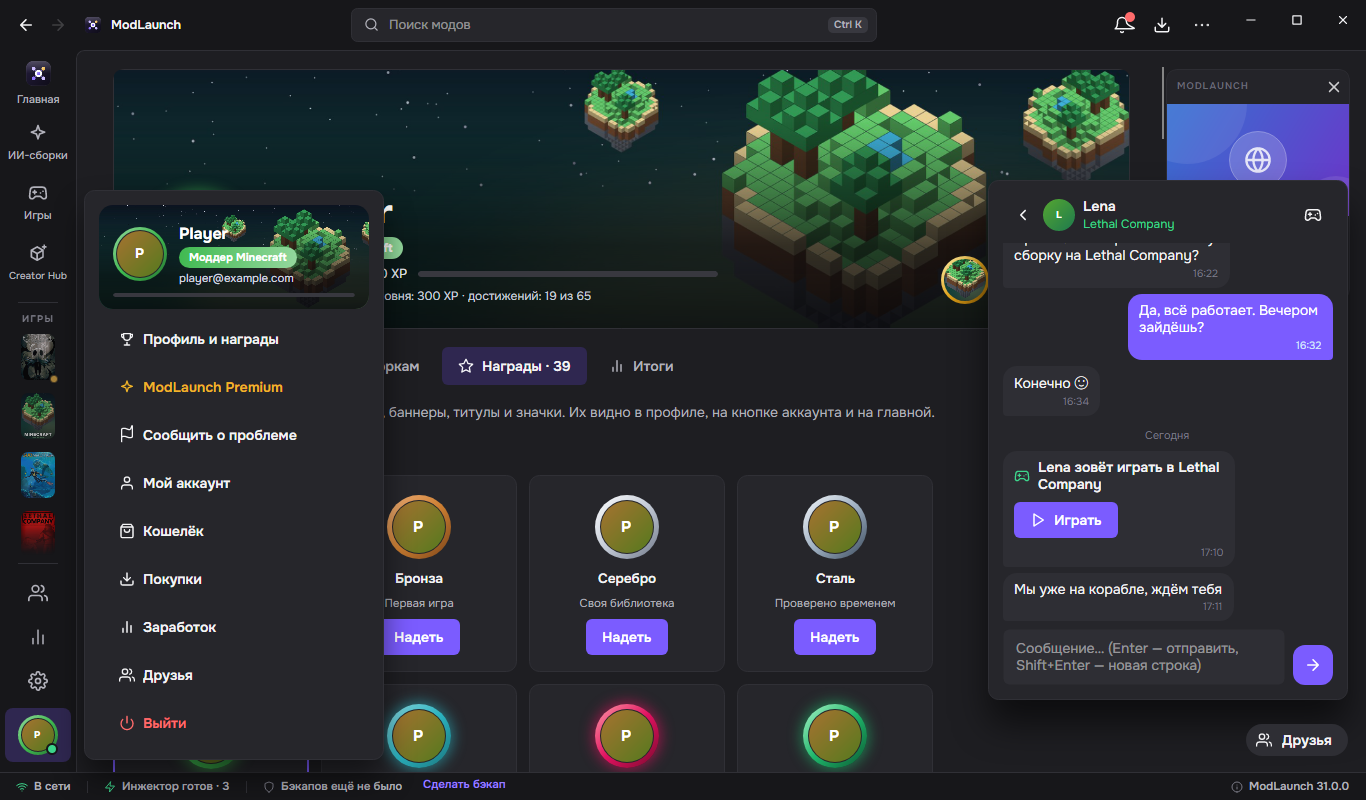 ModLaunch
Поиск модов
Ctrl K
Главная
ИИ-сборки
Игры
Creator Hub
ИГРЫ
MINECRAFT
LETHAL COMPANY
P
Player
Моддер Minecraft
player@example.com
Профиль и награды
ModLaunch Premium
Сообщить о проблеме
Мой аккаунт
Кошелёк
Покупки
Заработок
Друзья
Выйти
XP
300 XP · достижений: 19 из 65
Награды · 39
Итоги
баннеры, титулы и значки. Их видно в профиле, на кнопке аккаунта и на главной.
P
Бронза
Первая игра
Надеть
P
Серебро
Своя библиотека
Надеть
P
Сталь
Проверено временем
Надеть
P
P
P
MODLAUNCH
L
Lena
Lethal Company
сборку на Lethal Company?
16:22
Да, всё работает. Вечером
зайдёшь?
16:32
Конечно 🙂
16:34
Сегодня
Lena зовёт играть в Lethal
Company
Играть
17:10
Мы уже на корабле, ждём тебя
17:11
Сообщение... (Enter — отправить,
Shift+Enter — новая строка)
Друзья
P
В сети
Инжектор готов · 3
Бэкапов ещё не было
Сделать бэкап
ModLaunch 31.0.0